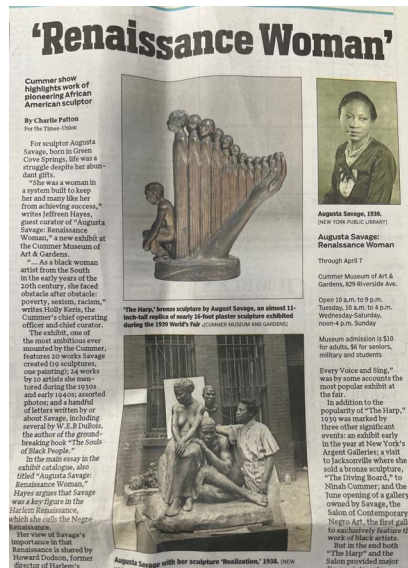 'Renaissance Woman'
Cummer show
highlights work of
pioneering African
American sculptor
By Charlie Patton
For the Times-Union
For sculptor Augusta
Savage, born in Green
Cove Springs, life was a
struggle despite her abun-
dant gifts.
"She was a woman in
a system built to keep
her and many like her
from achieving success,"
writes Jeffreen Hayes,
guest curator of "Augusta
Savage: Renaissance
Woman," a new exhibit at
the Cummer Museum of
Art & Gardens.
"... As a black woman
artist from the South
in the early years of the
20th century, she faced
obstacle after obstacle:
poverty, sexism, racism,"
writes Holly Keris, the
Cummer's chief operating
officer and chief curator.
The exhibit, one of
the most ambitious ever
mounted by the Cummer,
features 20 works Savage
created (19 sculptures,
one painting); 24 works
by 10 artists she men-
tored during the 1930s
and early 1940s; assorted
photos; and a handful
of letters written by or
about Savage, including
several by W.E.B DuBois,
the author of the ground-
breaking book "The Souls
of Black People."
In the main essay in the
exhibit catalogue, also
titled "Augusta Savage:
Renaissance Woman,"
Hayes argues that Savage
was a key figure in the
Harlem Renaissance,
which she calls the Negro
Renaissance.
Her view of Savage's
importance in that
Renaissance is shared by
Howard Dodson, former
director of Harlem's
'The Harp,' bronze sculpture by August Savage, an almost 11-
inch-tall replica of nearly 16-foot plaster sculpture exhibited
during the 1939 World's Fair. [CUMMER MUSEUM AND GARDENS]
Augusta Savage with her sculpture 'Realization,' 1938. [NEW
Augusta Savage, 1930.
[NEW YORK PUBLIC LIBRARY]
Augusta Savage:
Renaissance Woman
Through April 7
Cummer Museum of Art &
Gardens, 829 Riverside Ave.
Open 10 a.m. to 9 p.m.
Tuesday, 10 a.m. to 4 p.m.
Wednesday-Saturday,
noon-4 p.m. Sunday
Museum admission is $10
for adults, $6 for seniors,
military and students
Every Voice and Sing,"
was by some accounts the
most popular exhibit at
the fair.
In addition to the
popularity of "The Harp,"
1939 was marked by
three other significant
events: an exhibit early
in the year at New York's
Argent Galleries; a visit
to Jacksonville where she
sold a bronze sculpture,
"The Diving Board," to
Ninah Cummer; and the
June opening of a gallery
owned by Savage, the
Salon of Contemporary
Negro Art, the first gall
to exclusively feature th
work of black artists.
But in the end both
"The Harp" and the
Salon provided major